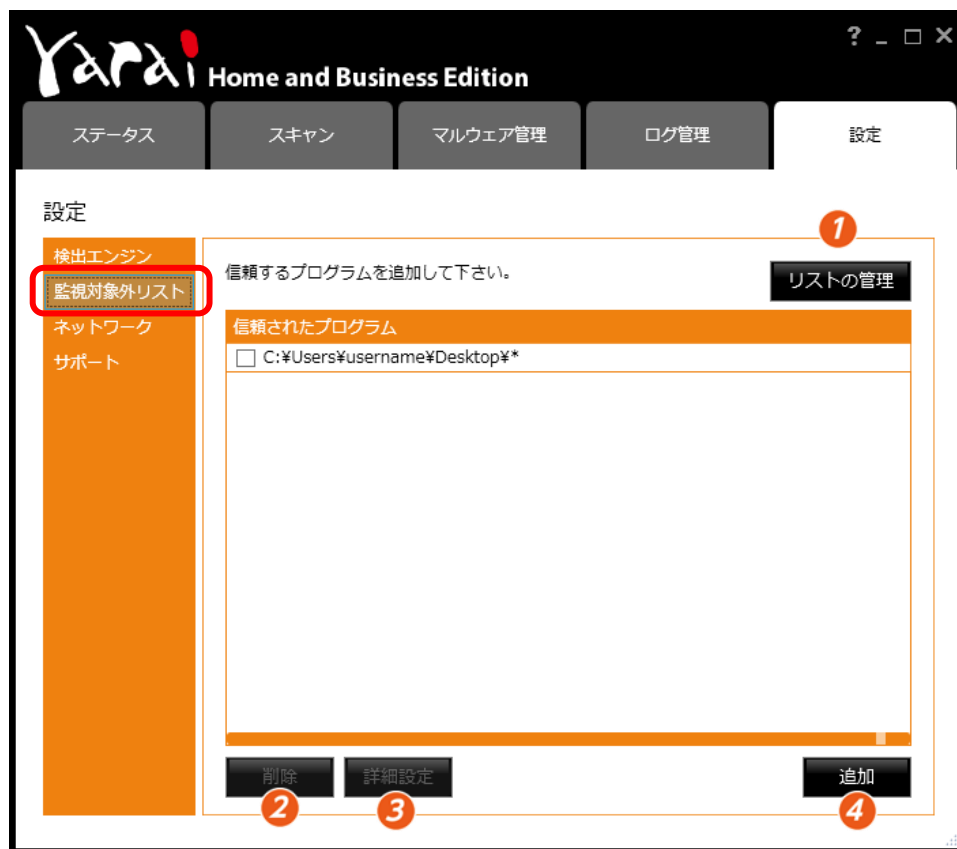 Yarai Home and Business Edition
? _ □ ×
ステータス スキャン マルウェア管理 ログ管理 設定
設定
1
検出エンジン
信頼するプログラムを追加して下さい。
リストの管理
監視対象外リスト
ネットワーク
信頼されたプログラム
サポート
C:¥Users¥username¥Desktop¥*
削除 詳細設定 追加
2 3 4